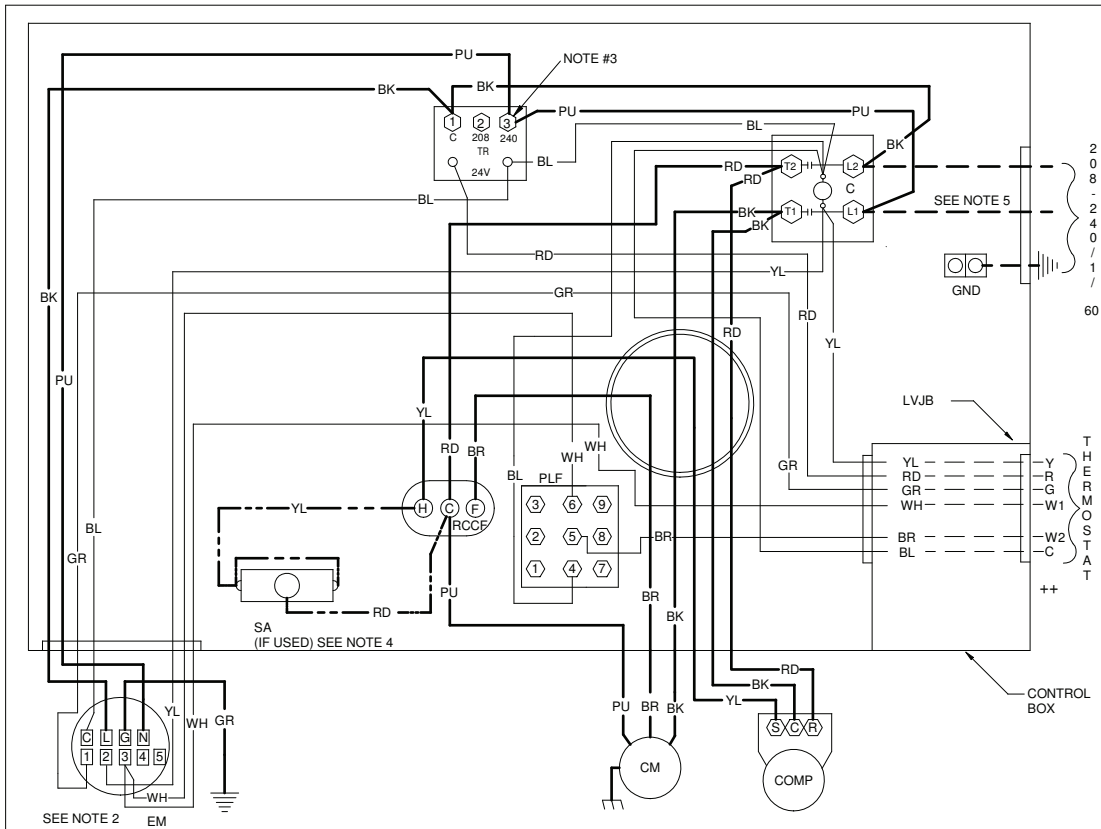 PU
NOTE #3
BK
BK
PU
BL
BK
1
2
3
C
208
240
TR
24V
BL
RD
RD
T2
L2
C
T1
L1
BK
BK
SEE NOTE 5
208-240/1/60
GND
BL
RD
YL
GR
BK
PU
RD
RD
YL
LVJB
YL
RD
BR
WH
WH
GR
BL
PLF
H
C
F
RCCF
3
6
9
2
5
8
1
4
7
BR
YL
RD
GR
WH
BR
BL
Y
R
G
W1
W2
C
THERMOSTAT
++
YL
BL
GR
RD
SA
(IF USED) SEE NOTE 4
PU
BR
BK
RD
BK
YL
CONTROL
BOX
YL
WH
GR
PU
BR
BK
C
L
G
N
1
2
3
4
5
WH
SEE NOTE 2
EM
CM
S
C
R
COMP